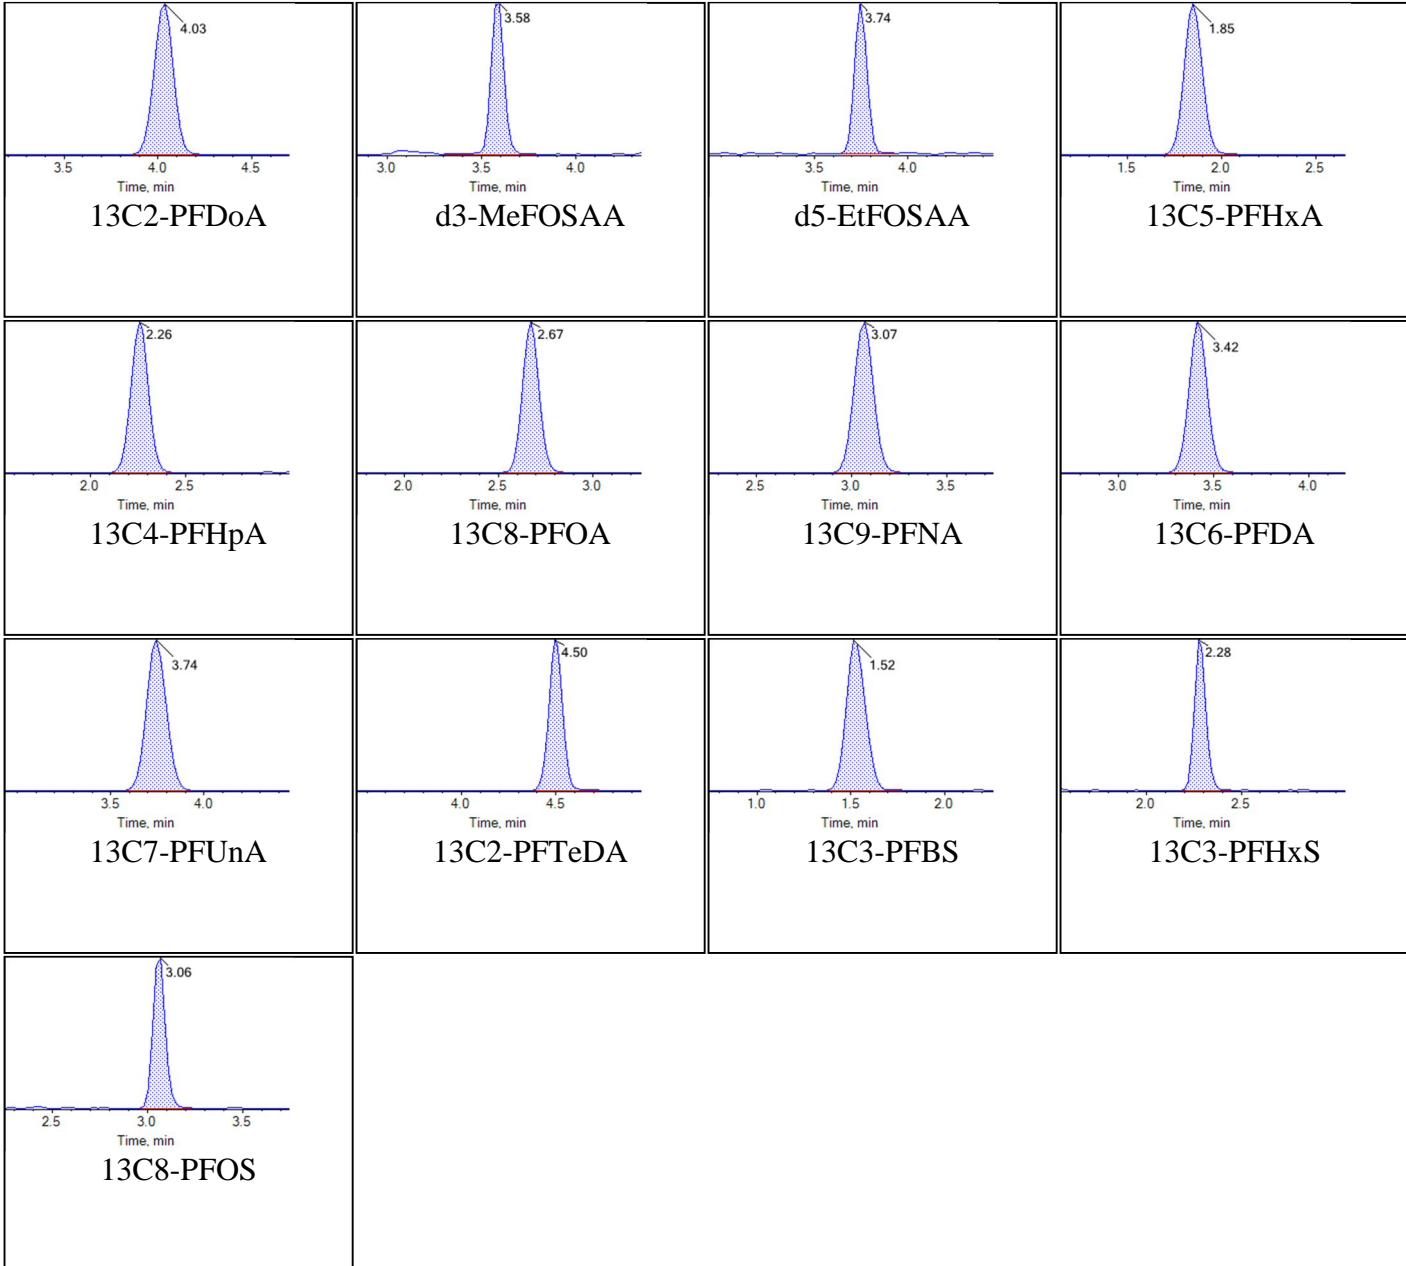 4.03
3.5 4.0 4.5
Time, min
13C2-PFDoA
3.58
3.0 3.5 4.0
Time, min
d3-MeFOSAA
3.74
3.5 4.0
Time, min
d5-EtFOSAA
1.85
1.5 2.0 2.5
Time, min
13C5-PFHxA
2.26
2.0 2.5
Time, min
13C4-PFHpA
2.67
2.0 2.5 3.0
Time, min
13C8-PFOA
3.07
2.5 3.0 3.5
Time, min
13C9-PFNA
3.42
3.0 3.5 4.0
Time, min
13C6-PFDA
3.74
3.5 4.0
Time, min
13C7-PFUnA
4.50
4.0 4.5
Time, min
13C2-PFTeDA
1.52
1.0 1.5 2.0
Time, min
13C3-PFBS
2.28
2.0 2.5
Time, min
13C3-PFHxS
3.06
2.5 3.0 3.5
Time, min
13C8-PFOS